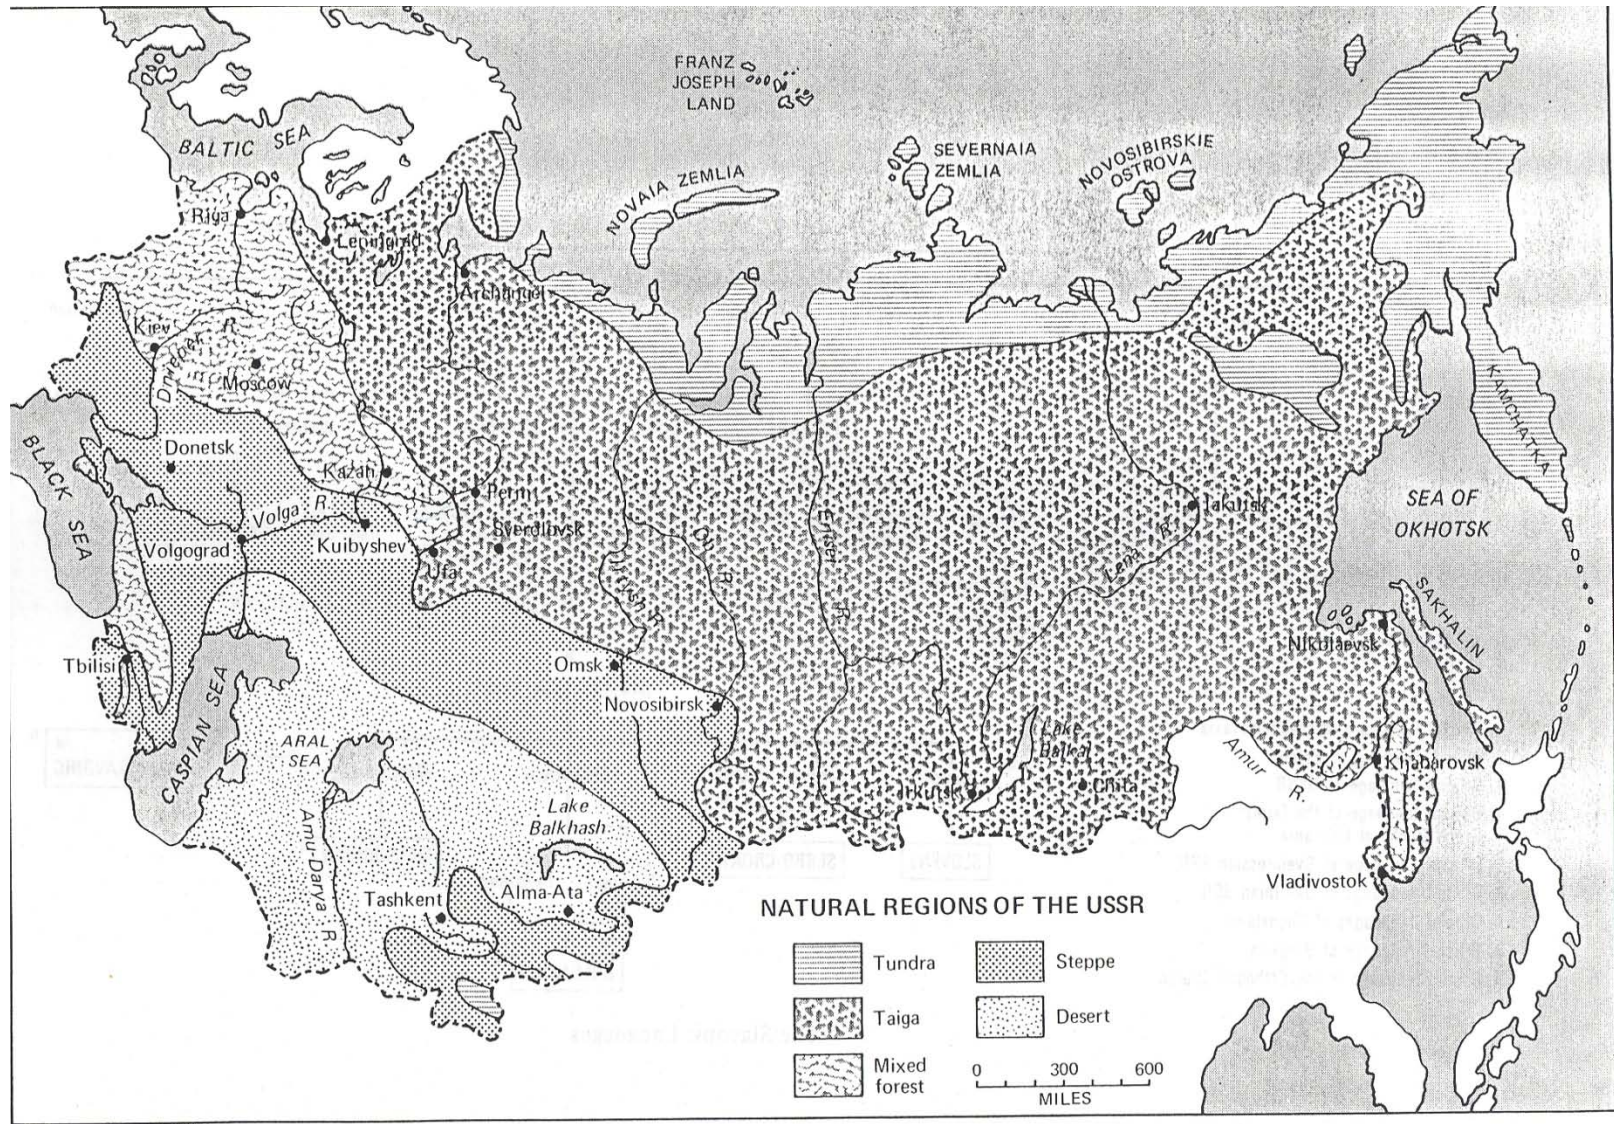 FRANZ
JOSEPH
LAND
BALTIC SEA
SEVERNAIA
ZEMLIA
NOVOSIBIRSKIE
OSTROVA
NOVAIA ZEMLIA
Riga
Leningrad
Archangel
Kiev
Dnieper R.
Moscow
KAMCHATKA
BLACK
SEA
Donetsk
Kazan
Perm
Volga R.
Volgograd
Kuibyshev
Sverdlovsk
Ufa
Irtish R.
Ob R.
Enisei R.
Lena R.
Iakutsk
SEA OF
OKHOTSK
SAKHALIN
Nikolaevsk
Tbilisi
Omsk
Novosibirsk
CASPIAN SEA
ARAL
SEA
Lake
Baikal
Amur
R.
Khabarovsk
Irkutsk
Chita
Amu-Darya R.
Lake
Balkhash
Tashkent
Alma-Ata
Vladivostok
NATURAL REGIONS OF THE USSR
Tundra
Steppe
Taiga
Desert
Mixed
forest
0 300 600
MILES